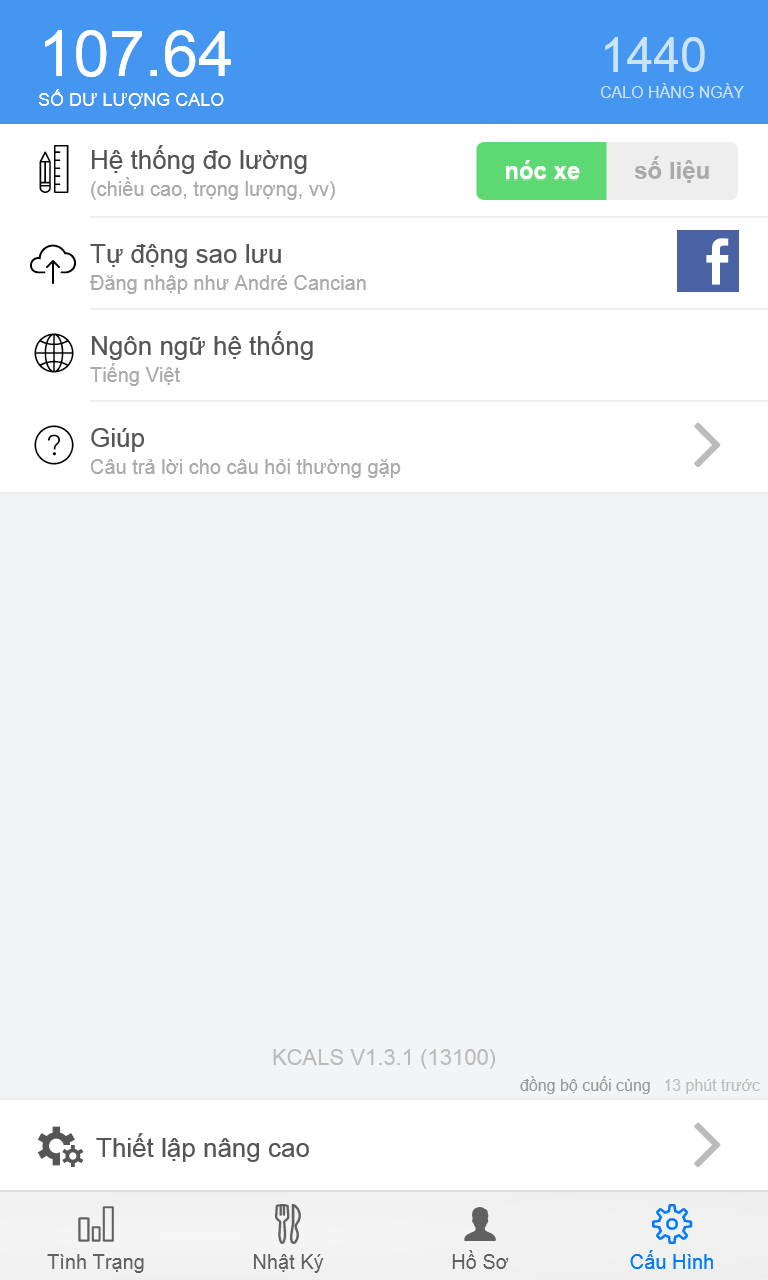 107.64
1440
SỐ DƯ LƯỢNG CALO
CALO HÀNG NGÀY
Hệ thống đo lường
(chiều cao, trọng lượng, vv)
nóc xe
số liệu
Tự động sao lưu
Đăng nhập như André Cancian
f
Ngôn ngữ hệ thống
Tiếng Việt
?
Giúp
Câu trả lời cho câu hỏi thường gặp
KCALS V1.3.1 (13100)
đồng bộ cuối cùng 13 phút trước
Thiết lập nâng cao
Tình Trạng
Nhật Ký
Hồ Sơ
Cấu Hình